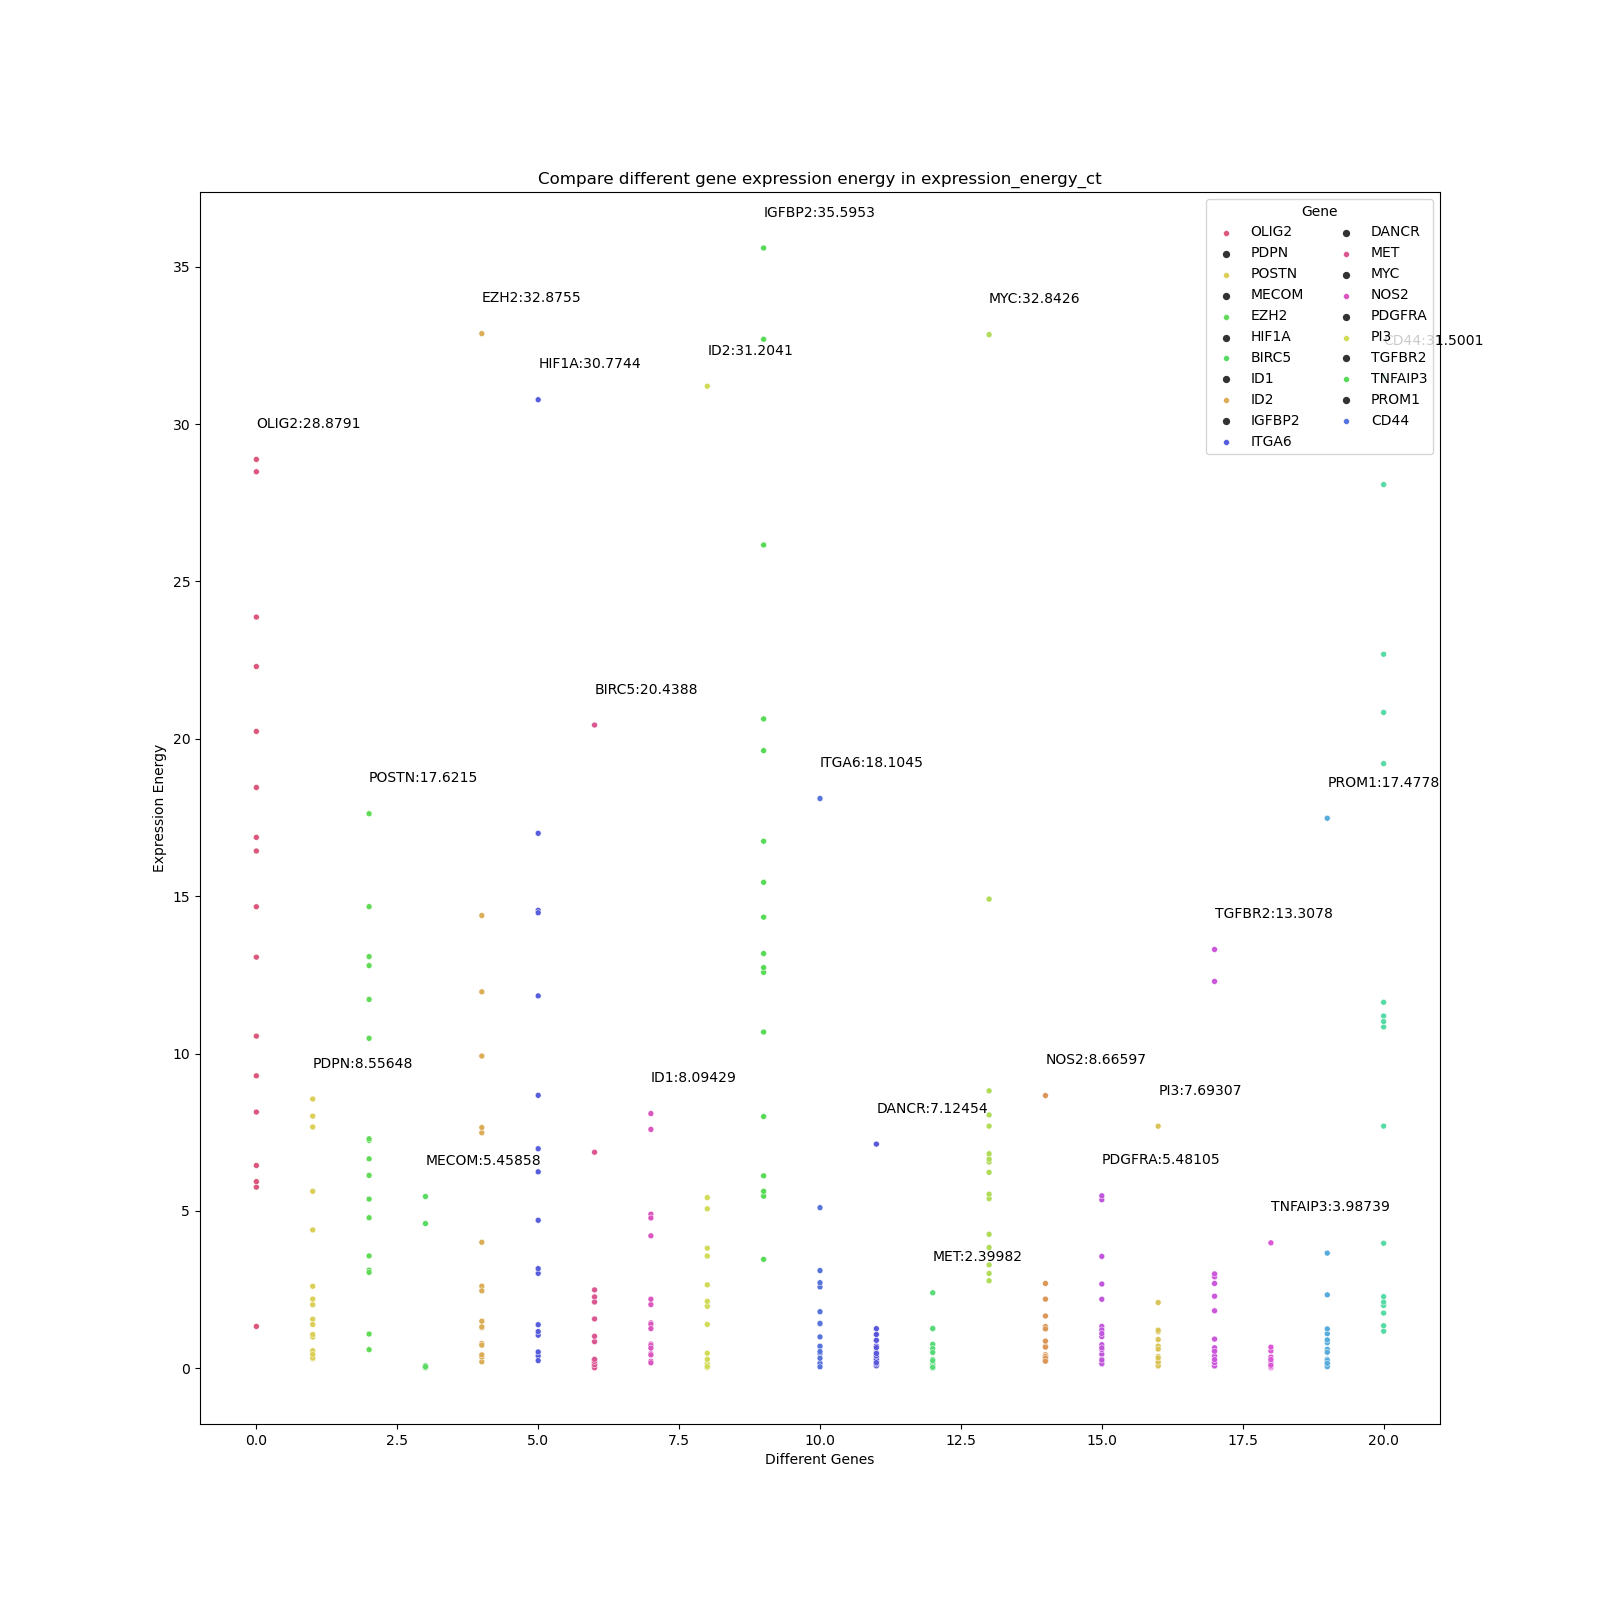 Compare different gene expression energy in expression_energy_ct
IGFBP2:35.5953
EZH2:32.8755
MYC:32.8426
CD44:31.5001
ID2:31.2041
HIF1A:30.7744
OLIG2:28.8791
BIRC5:20.4388
ITGA6:18.1045
POSTN:17.6215
PROM1:17.4778
TGFBR2:13.3078
NOS2:8.66597
PDPN:8.55648
ID1:8.09429
PI3:7.69307
DANCR:7.12454
MECOM:5.45858
PDGFRA:5.48105
TNFAIP3:3.98739
MET:2.39982
Gene
OLIG2
PDPN
POSTN
MECOM
EZH2
HIF1A
BIRC5
ID1
ID2
IGFBP2
ITGA6
DANCR
MET
MYC
NOS2
PDGFRA
PI3
TGFBR2
TNFAIP3
PROM1
CD44
Expression Energy
35
30
25
20
15
10
5
0
0.0
2.5
5.0
7.5
10.0
12.5
15.0
17.5
20.0
Different Genes